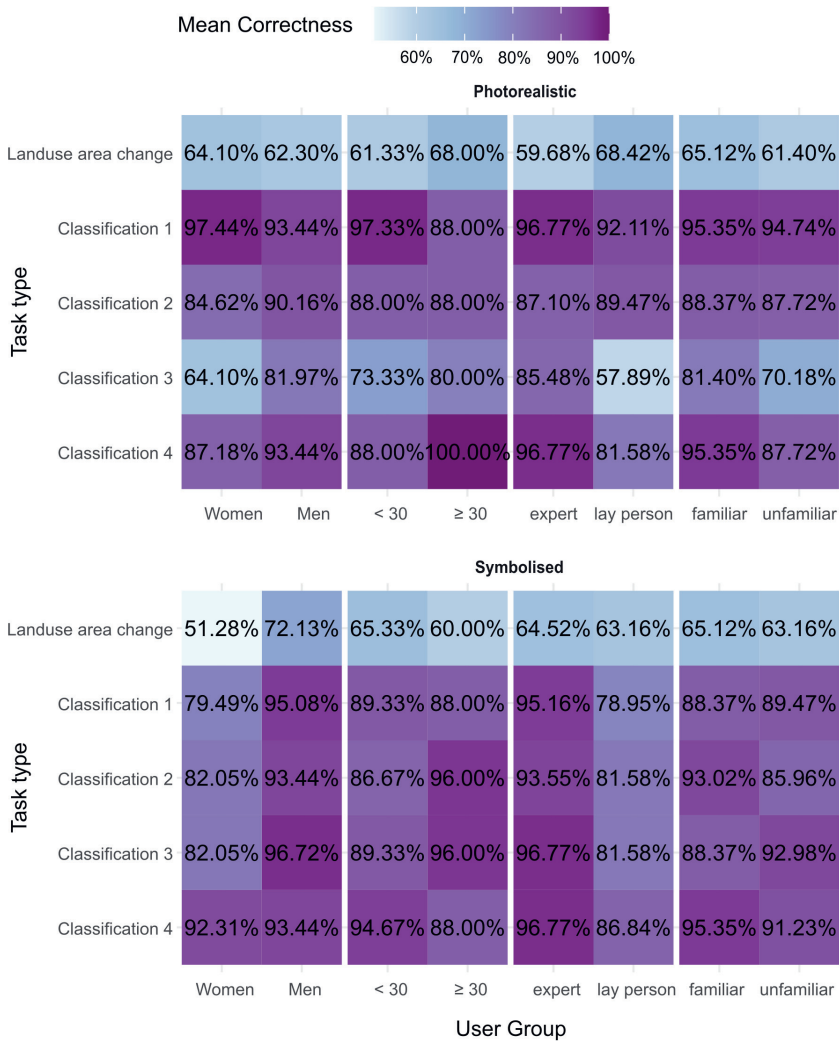 Mean Correctness
60% 70% 80% 90% 100%
Photorealistic
Landuse area change 64.10% 62.30% 61.33% 68.00% 59.68% 68.42% 65.12% 61.40%
Classification 1 97.44% 93.44% 97.33% 88.00% 96.77% 92.11% 95.35% 94.74%
Classification 2 84.62% 90.16% 88.00% 88.00% 87.10% 89.47% 88.37% 87.72%
Classification 3 64.10% 81.97% 73.33% 80.00% 85.48% 57.89% 81.40% 70.18%
Classification 4 87.18% 93.44% 88.00% 100.00% 96.77% 81.58% 95.35% 87.72%
Task type
Women Men < 30 ≥ 30 expert lay person familiar unfamiliar
Symbolised
Landuse area change 51.28% 72.13% 65.33% 60.00% 64.52% 63.16% 65.12% 63.16%
Classification 1 79.49% 95.08% 89.33% 88.00% 95.16% 78.95% 88.37% 89.47%
Classification 2 82.05% 93.44% 86.67% 96.00% 93.55% 81.58% 93.02% 85.96%
Classification 3 82.05% 96.72% 89.33% 96.00% 96.77% 81.58% 88.37% 92.98%
Classification 4 92.31% 93.44% 94.67% 88.00% 96.77% 86.84% 95.35% 91.23%
Task type
Women Men < 30 ≥ 30 expert lay person familiar unfamiliar
User Group